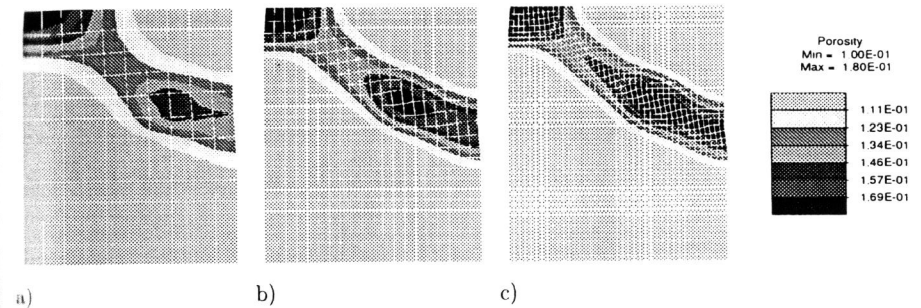 Porosity
Min = 1.00E-01
Max = 1.80E-01
1.11E-01
1.23E-01
1.34E-01
1.46E-01
1.57E-01
1.69E-01
a)
b)
c)